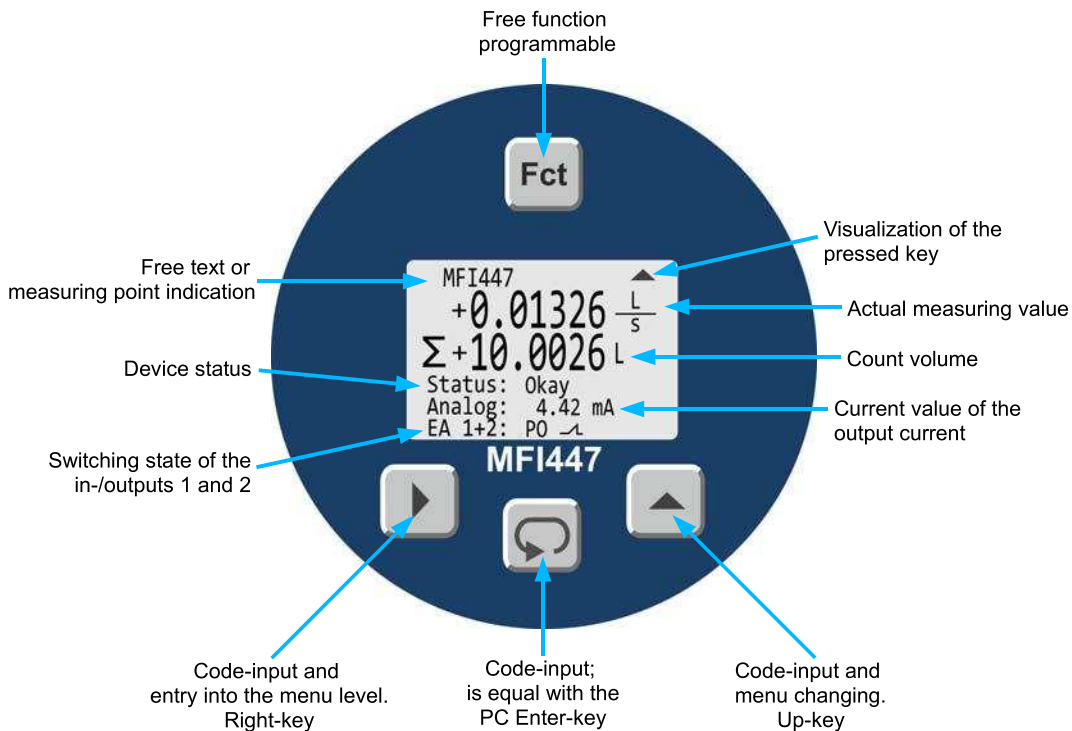 Free function
programmable
Fct
Visualization of the
pressed key
Free text or
measuring point indication
MFI447
+0.01326 L/s
Actual measuring value
Σ +10.0026 L
Count volume
Device status
Status: Okay
Analog: 4.42 mA
Current value of the
output current
EA 1+2: PO
Switching state of the
in-/outputs 1 and 2
MFI447
Code-input and
entry into the menu level.
Right-key
Code-input;
is equal with the
PC Enter-key
Code-input and
menu changing.
Up-key